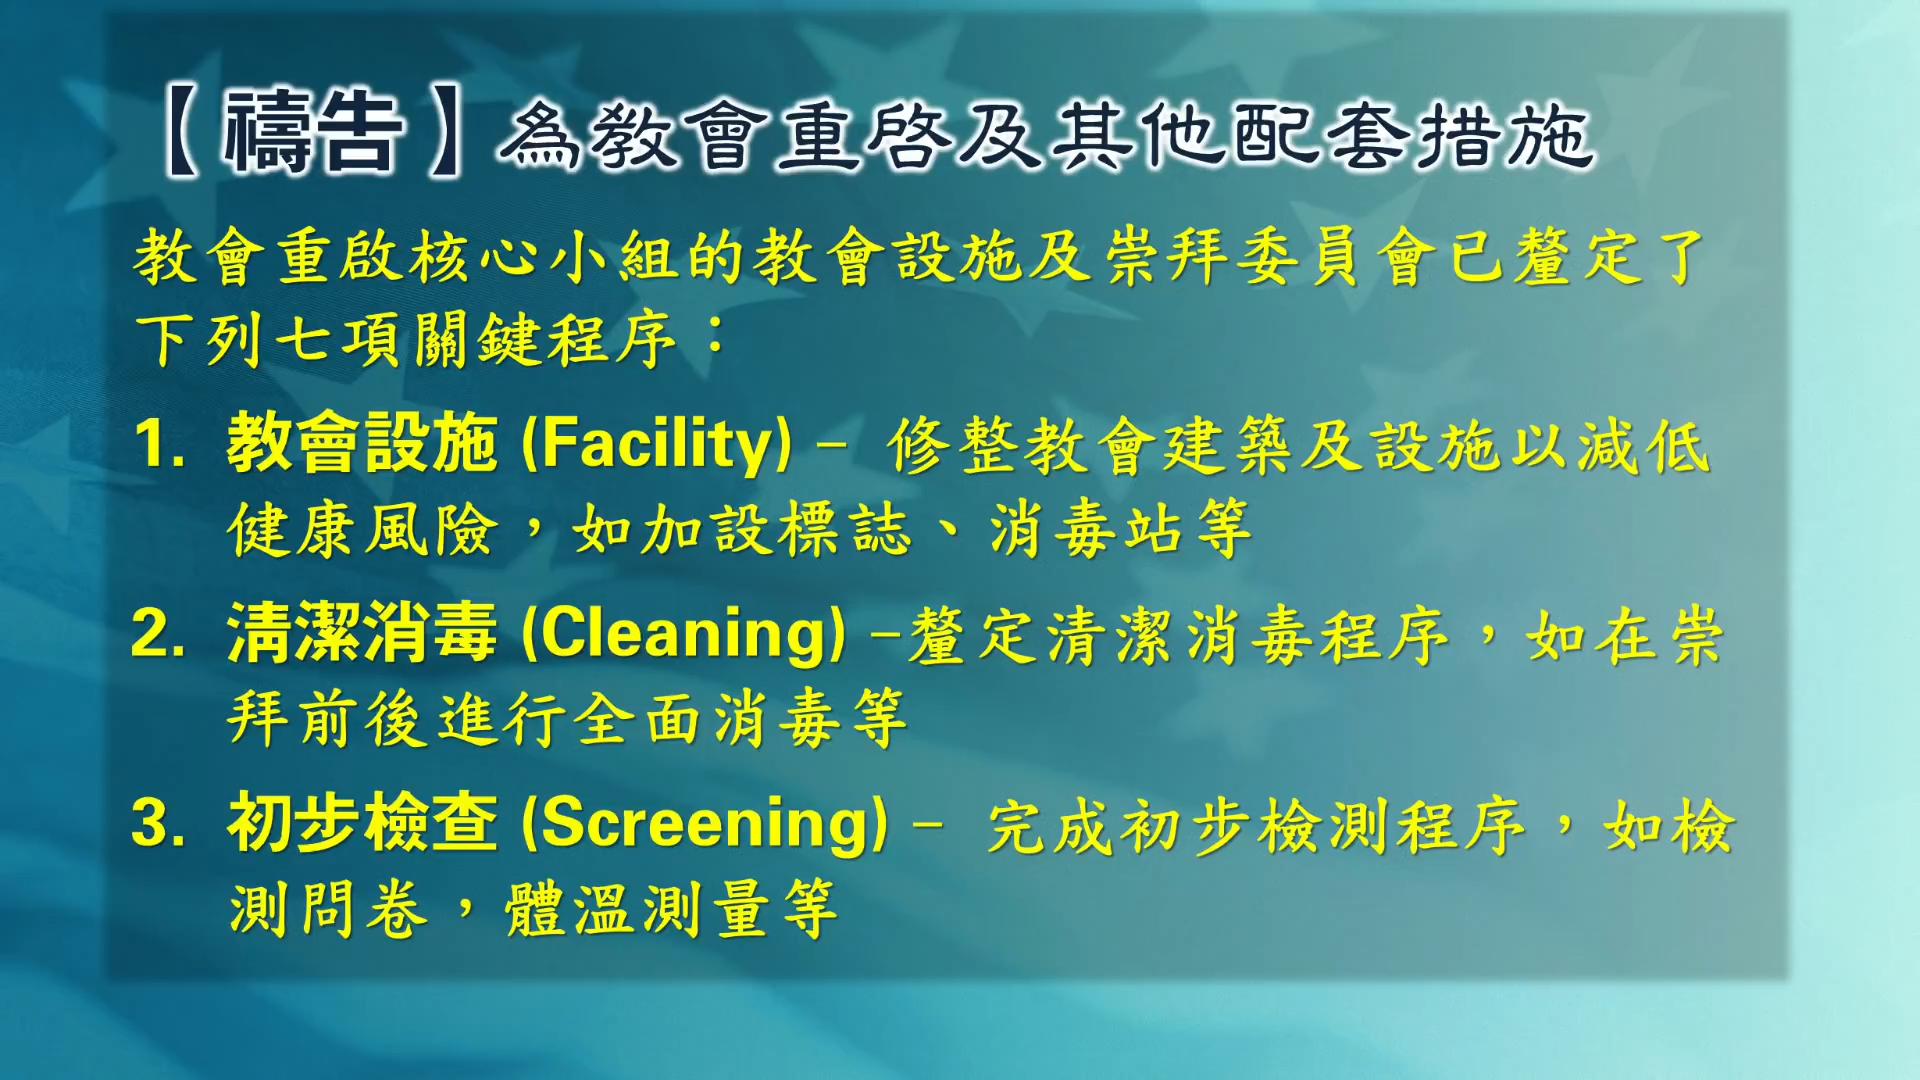 【禱告】為教會重啓及其他配套措施
教會重啟核心小組的教會設施及崇拜委員會已釐定了
下列七項關鍵程序：
1. 教會設施 (Facility) – 修整教會建築及設施以減低
健康風險，如加設標誌、消毒站等
2. 清潔消毒 (Cleaning) –釐定清潔消毒程序，如在崇
拜前後進行全面消毒等
3. 初步檢查 (Screening) – 完成初步檢測程序，如檢
測問卷，體溫測量等